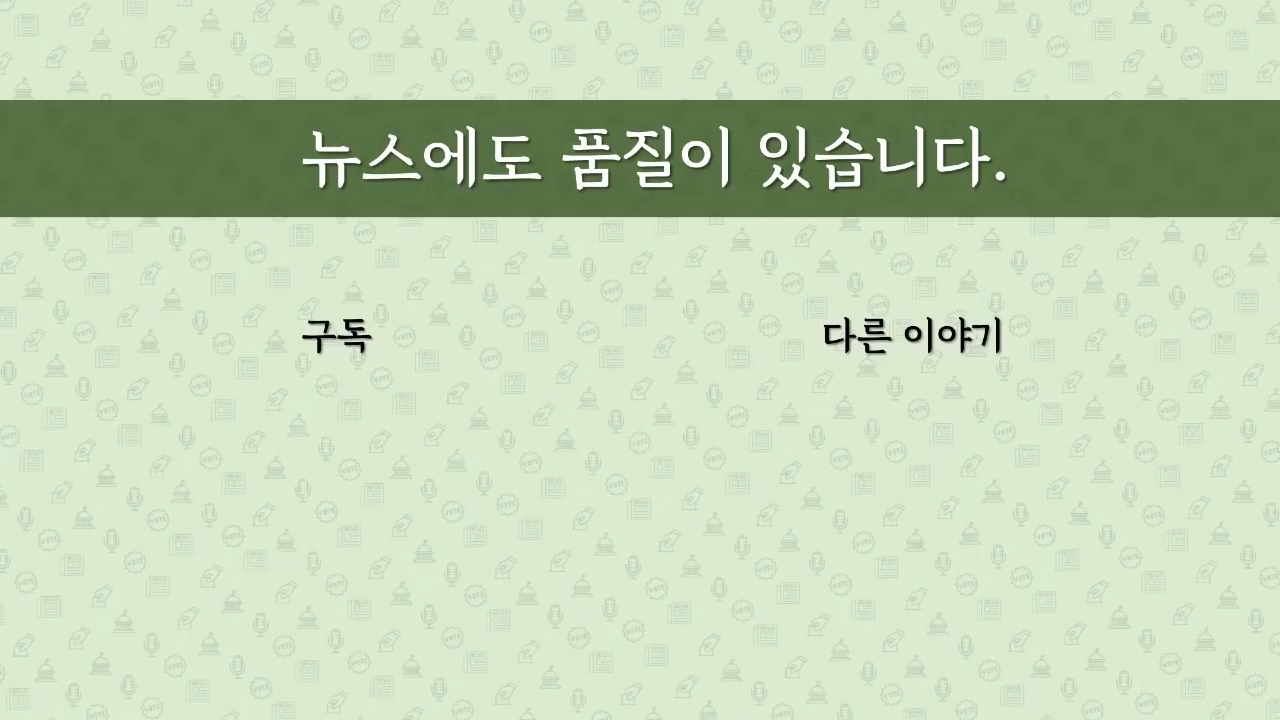 뉴스에도 품질이 있습니다.
구독
다른 이야기